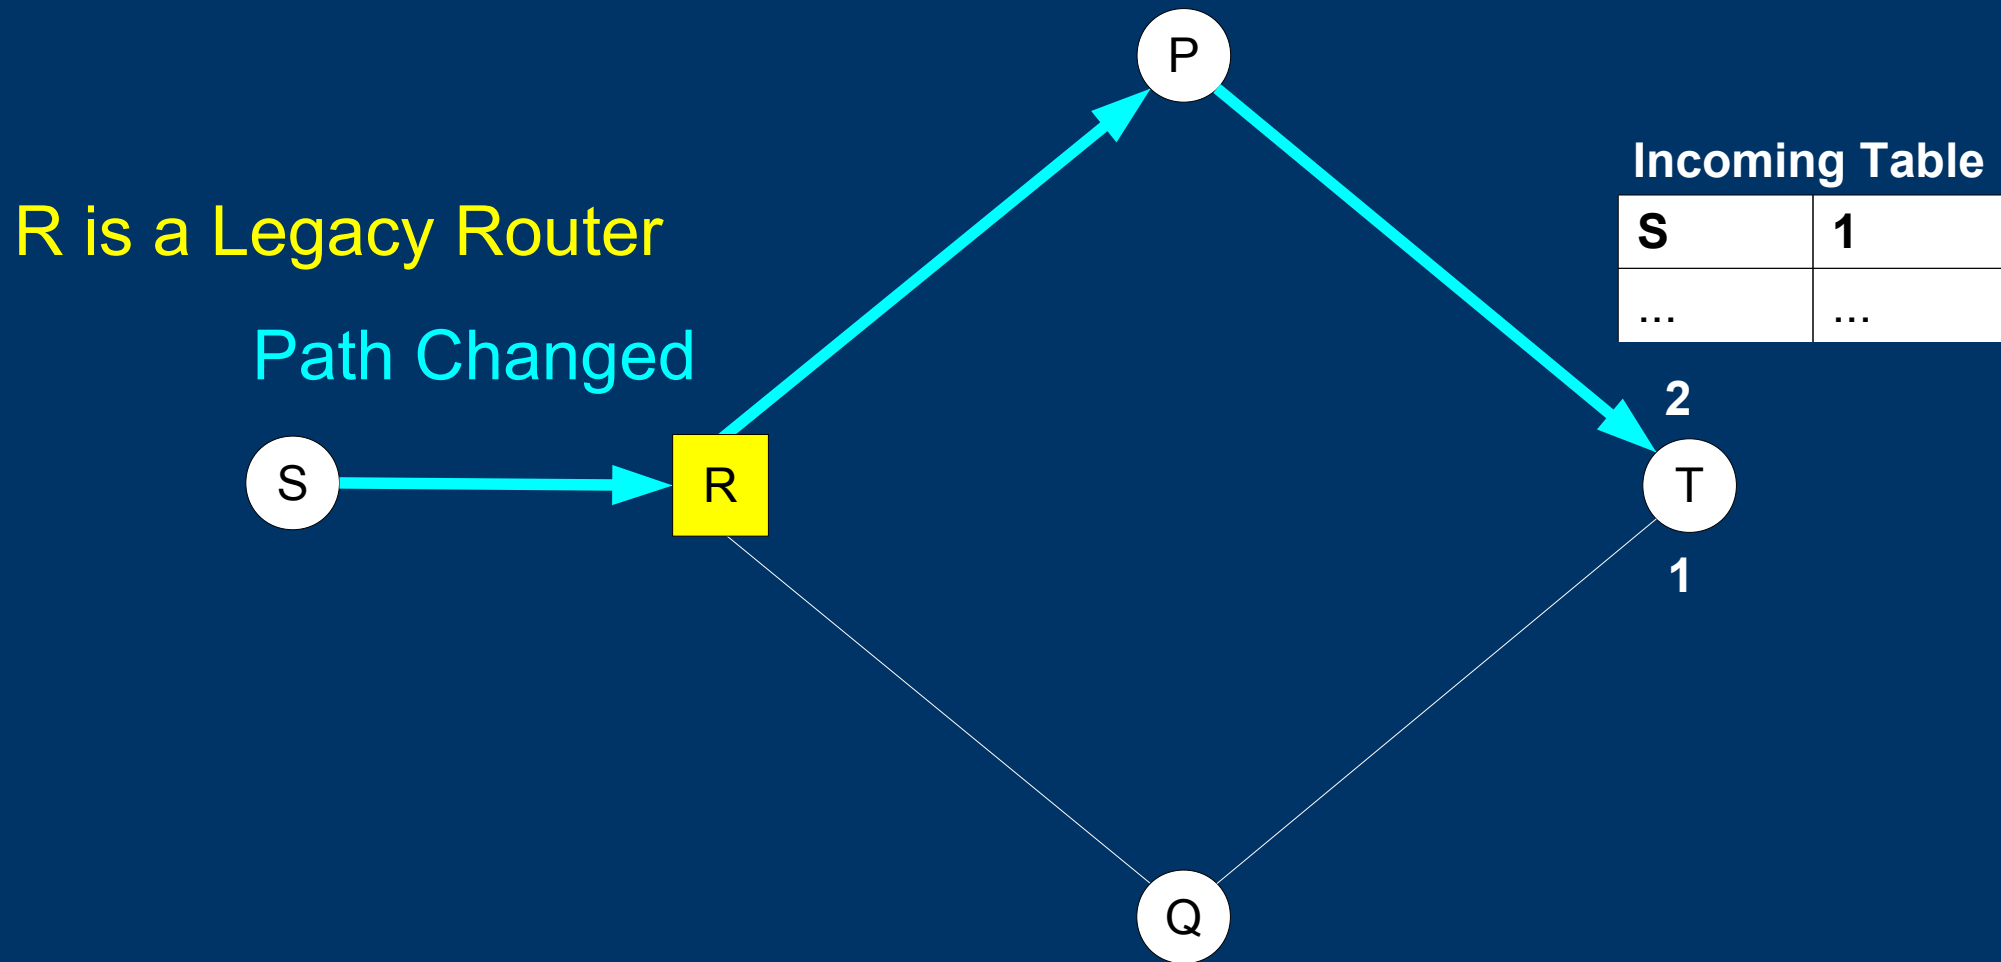 P
Incoming Table
R is a Legacy Router
S 1
... ...
Path Changed
2
S
R
T
1
Q